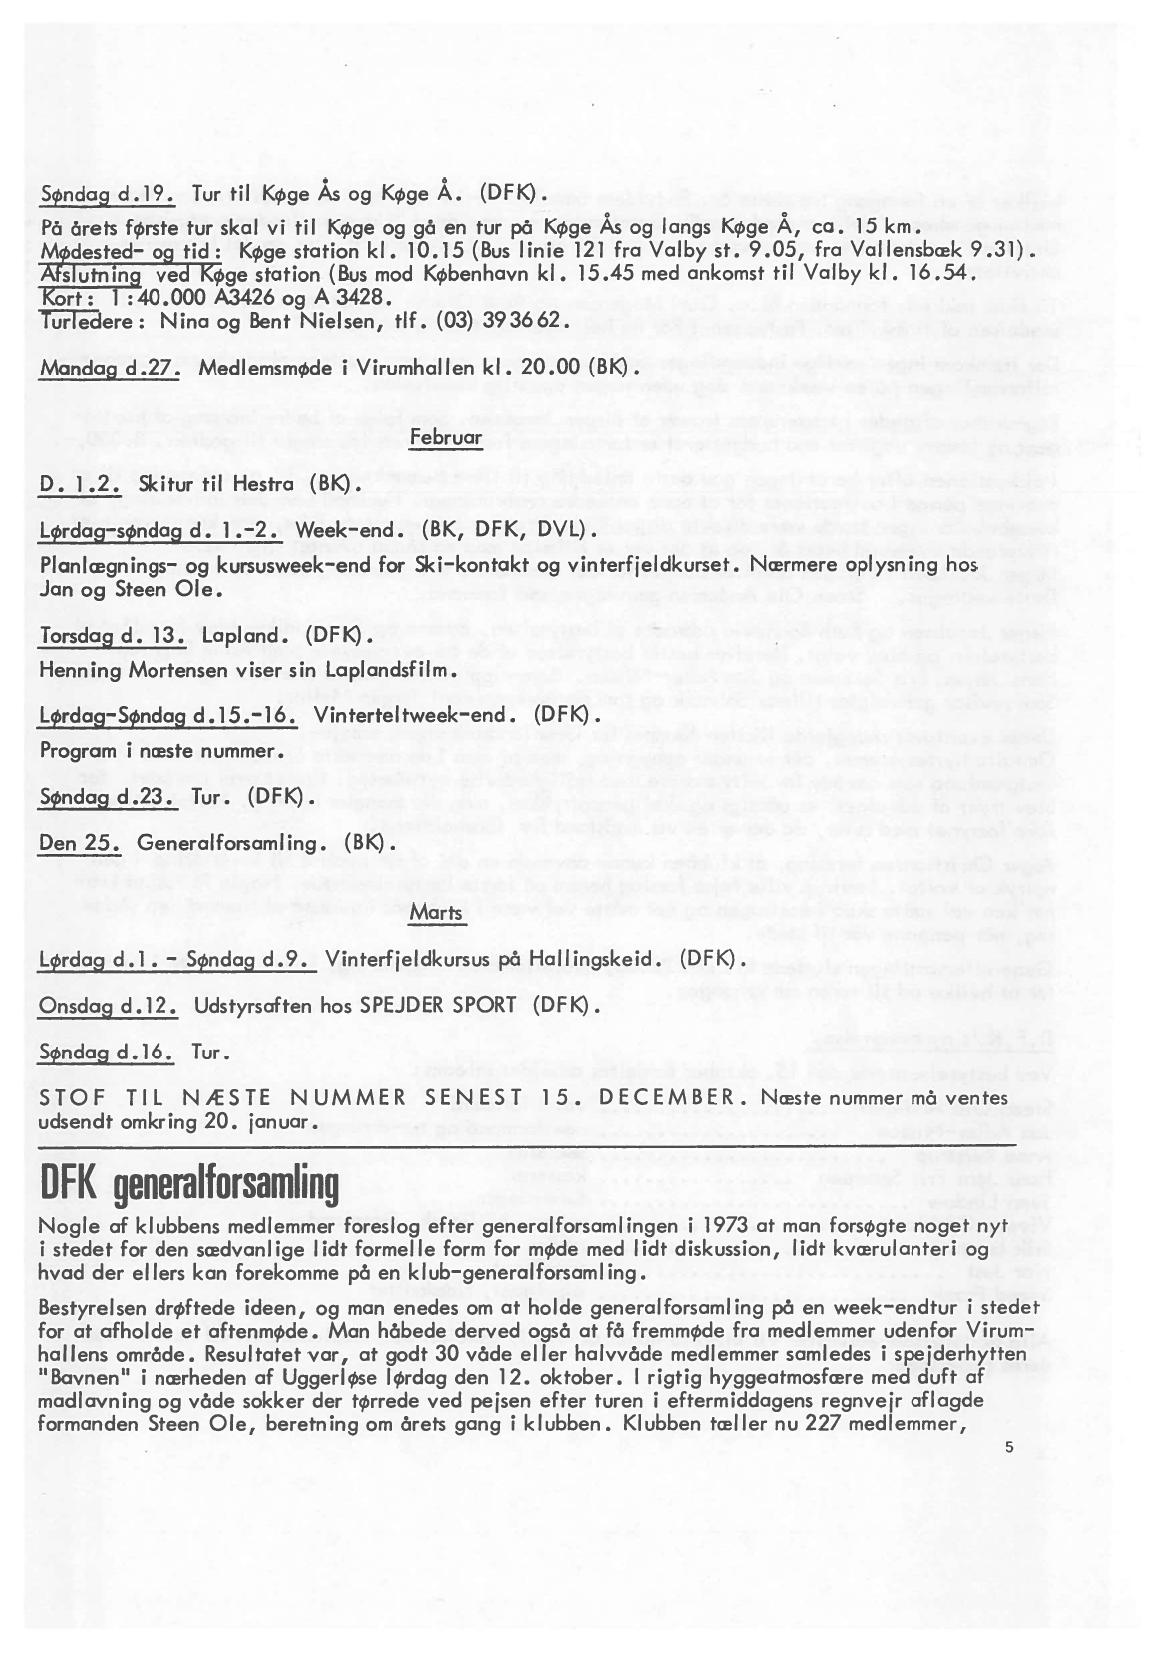 Søndag d.19. Tur til Køge Ås og Køge Å. (DFK).
På årets første tur skal vi til Køge og gå en tur på Køge Ås og langs Køge Å, ca. 15 km.
Mødested- og tid: Køge station kl. 10.15 (Bus linie 121 fra Valby st. 9.05, fra Vallensbæk 9.31).
Afslutning ved Køge station (Bus mod København kl. 15.45 med ankomst til Valby kl. 16.54.
Kort: 1:40.000 A3426 og A 3428.
Turledere: Nina og Bent Nielsen, tlf. (03) 39 36 62.
Mandag d.27. Medlemsmøde i Virumhallen kl. 20.00 (BK).
Februar
D. 1.2. Skitur til Hestra (BK).
Lørdag-søndag d. 1.-2. Week-end. (BK, DFK, DVL).
Planlægnings- og kursusweek-end for Ski-kontakt og vinterfjeldkurset. Nærmere oplysning hos
Jan og Steen Ole.
Torsdag d. 13. Lapland. (DFK).
Henning Mortensen viser sin Laplandsfilm.
Lørdag-Søndag d.15.-16. Vinterteltweek-end. (DFK).
Program i næste nummer.
Søndag d.23. Tur. (DFK).
Den 25. Generalforsamling. (BK).
Marts
Lørdag d.1. - Søndag d.9. Vinterfjeldkursus på Hallingskeid. (DFK).
Onsdag d.12. Udstyrsaften hos SPEJDER SPORT (DFK).
Søndag d.16. Tur.
STOF TIL NÆSTE NUMMER SENEST 15. DECEMBER. Næste nummer må ventes
udsendt omkring 20. januar.
DFK generalforsamling
Nogle af klubbens medlemmer foreslog efter generalforsamlingen i 1973 at man forsøgte noget nyt
i stedet for den sædvanlige lidt formelle form for møde med lidt diskussion, lidt kværulanteri og
hvad der ellers kan forekomme på en klub-generalforsamling.
Bestyrelsen drøftede ideen, og man enedes om at holde generalforsamling på en week-endtur i stedet
for at afholde et aftenmøde. Man håbede derved også at få fremmøde fra medlemmer udenfor Virum-
hallens område. Resultatet var, at godt 30 våde eller halvvåde medlemmer samledes i spejderhytten
"Bavnen" i nærheden af Uggerløse lørdag den 12. oktober. I rigtig hyggeatmosfære med duft af
madlavning og våde sokker der tørrede ved pejsen efter turen i eftermiddagens regnvejr aflagde
formanden Steen Ole, beretning om årets gang i klubben. Klubben tæller nu 227 medlemmer,
5